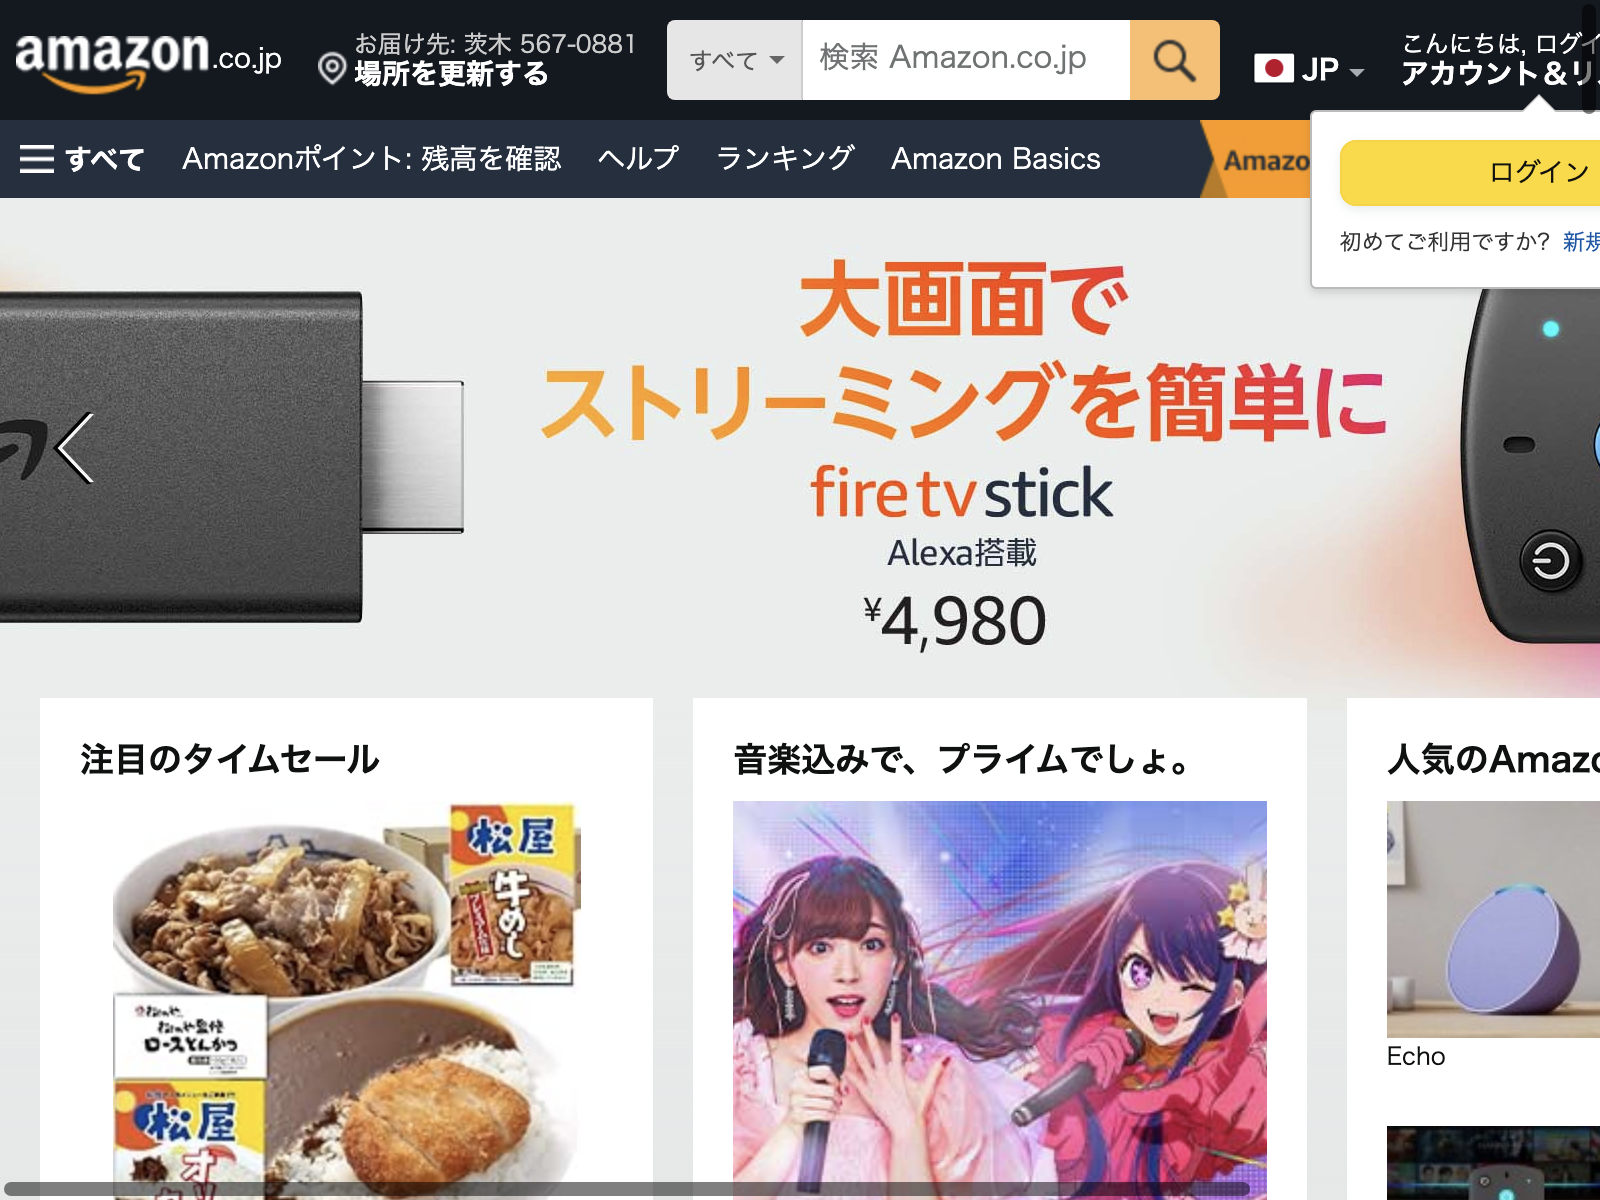 amazon.co.jp
お届け先: 茨木 567-0881
場所を更新する
すべて
検索 Amazon.co.jp
JP
こんにちは, ログイ
アカウント&リ
すべて
Amazonポイント: 残高を確認
ヘルプ
ランキング
Amazon Basics
Amazo
ログイン
初めてご利用ですか? 新規
大画面で
ストリーミングを簡単に
fire tv stick
Alexa搭載
¥4,980
注目のタイムセール
松屋
牛めし
松のや監修
ロースとんかつ
松屋
オリ
音楽込みで、プライムでしょ。
人気のAmazo
Echo